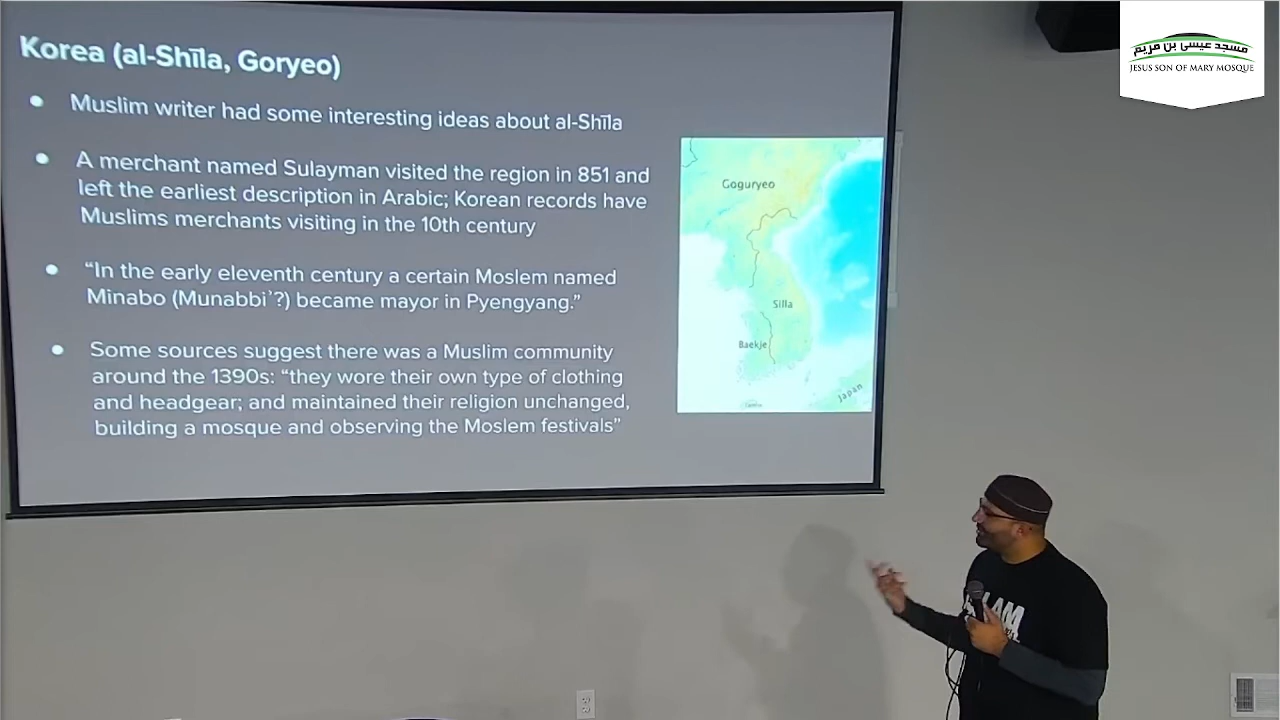 Korea (al-Shīla, Goryeo)
Muslim writer had some interesting ideas about al-Shīla
A merchant named Sulayman visited the region in 851 and
left the earliest description in Arabic; Korean records have
Muslims merchants visiting in the 10th century
“In the early eleventh century a certain Moslem named
Minabo (Munabbiʾ?) became mayor in Pyengyang.”
Some sources suggest there was a Muslim community
around the 1390s: “they wore their own type of clothing
and headgear; and maintained their religion unchanged,
building a mosque and observing the Moslem festivals”
Goguryeo
Silla
Baekje
Japan
مسجد عيسى بن مريم
JESUS SON OF MARY MOSQUE